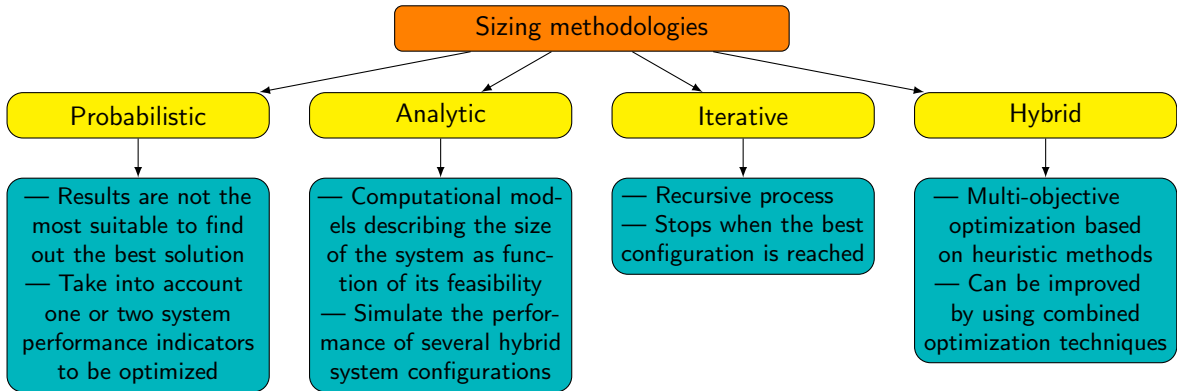 Sizing methodologies
Probabilistic
Analytic
Iterative
Hybrid
— Results are not the
most suitable to find
out the best solution
— Take into account
one or two system
performance indicators
to be optimized
— Computational mod-
els describing the size
of the system as func-
tion of its feasibility
— Simulate the perfor-
mance of several hybrid
system configurations
— Recursive process
— Stops when the best
configuration is reached
— Multi-objective
optimization based
on heuristic methods
— Can be improved
by using combined
optimization techniques